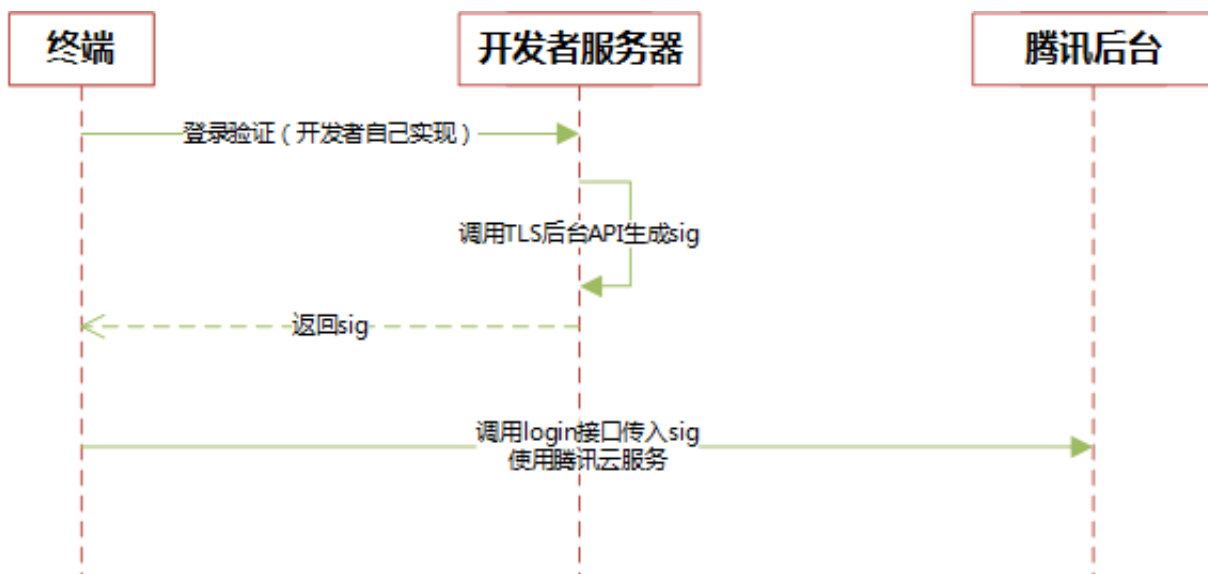 终端
开发者服务器
腾讯后台
登录验证（开发者自己实现）
调用TLS后台API生成sig
返回sig
调用login接口传入sig
使用腾讯云服务